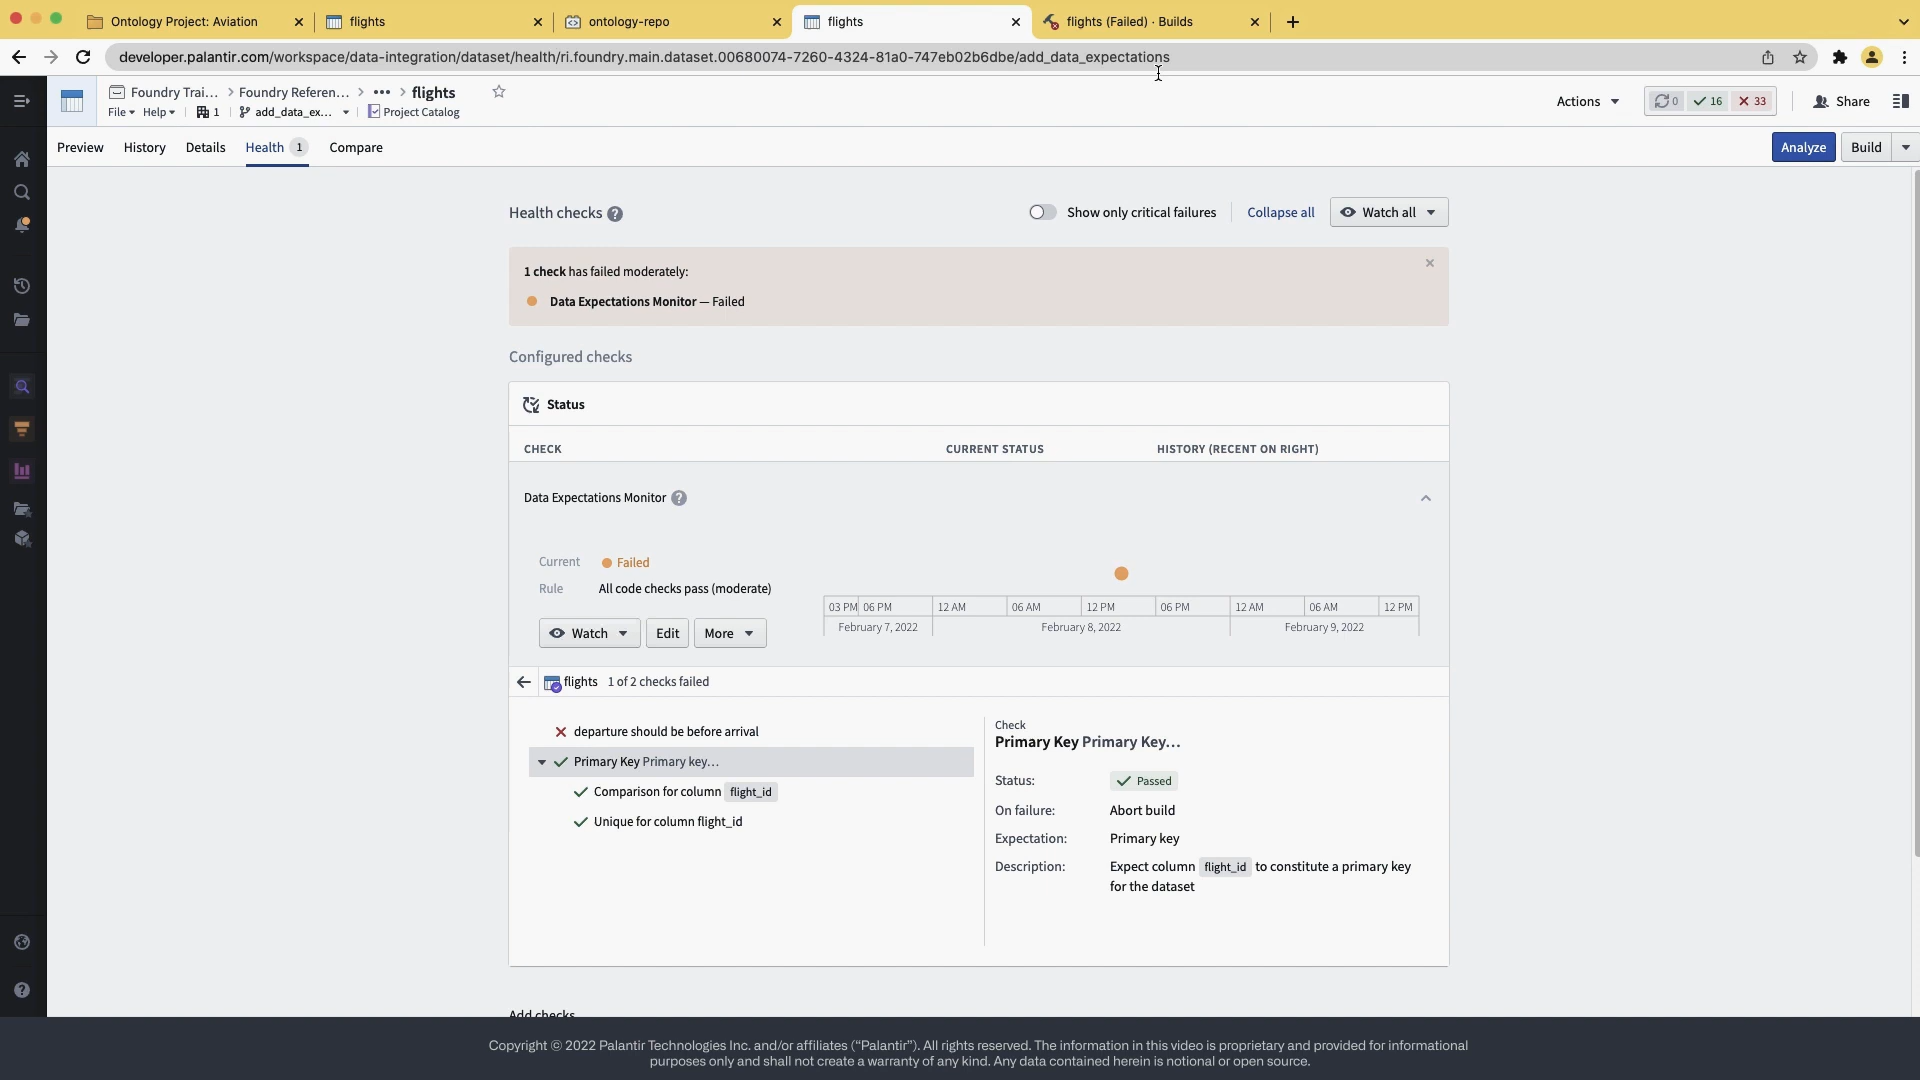 Ontology Project: Aviation
flights
ontology-repo
flights
flights (Failed) · Builds
developer.palantir.com/workspace/data-integration/dataset/health/ri.foundry.main.dataset.00680074-7260-4324-81a0-747eb02b6dbe/add_data_expectations
Foundry Trai... > Foundry Referen... > ••• > flights
File Help 1 add_data_ex... Project Catalog
Actions 0 16 33 Share
Preview History Details Health 1 Compare
Analyze Build
Health checks ?
Show only critical failures Collapse all Watch all
1 check has failed moderately:
Data Expectations Monitor — Failed
Configured checks
Status
CHECK CURRENT STATUS HISTORY (RECENT ON RIGHT)
Data Expectations Monitor ?
Current Failed
Rule All code checks pass (moderate)
Watch Edit More
03 PM 06 PM 12 AM 06 AM 12 PM 06 PM 12 AM 06 AM 12 PM
February 7, 2022 February 8, 2022 February 9, 2022
flights 1 of 2 checks failed
departure should be before arrival
Primary Key Primary key...
Comparison for column flight_id
Unique for column flight_id
Check
Primary Key Primary Key...
Status: Passed
On failure: Abort build
Expectation: Primary key
Description: Expect column flight_id to constitute a primary key
for the dataset
Add checks
Copyright © 2022 Palantir Technologies Inc. and/or affiliates (“Palantir”). All rights reserved. The information in this video is proprietary and provided for informational
purposes only and shall not create a warranty of any kind. Any data contained herein is notional or open source.